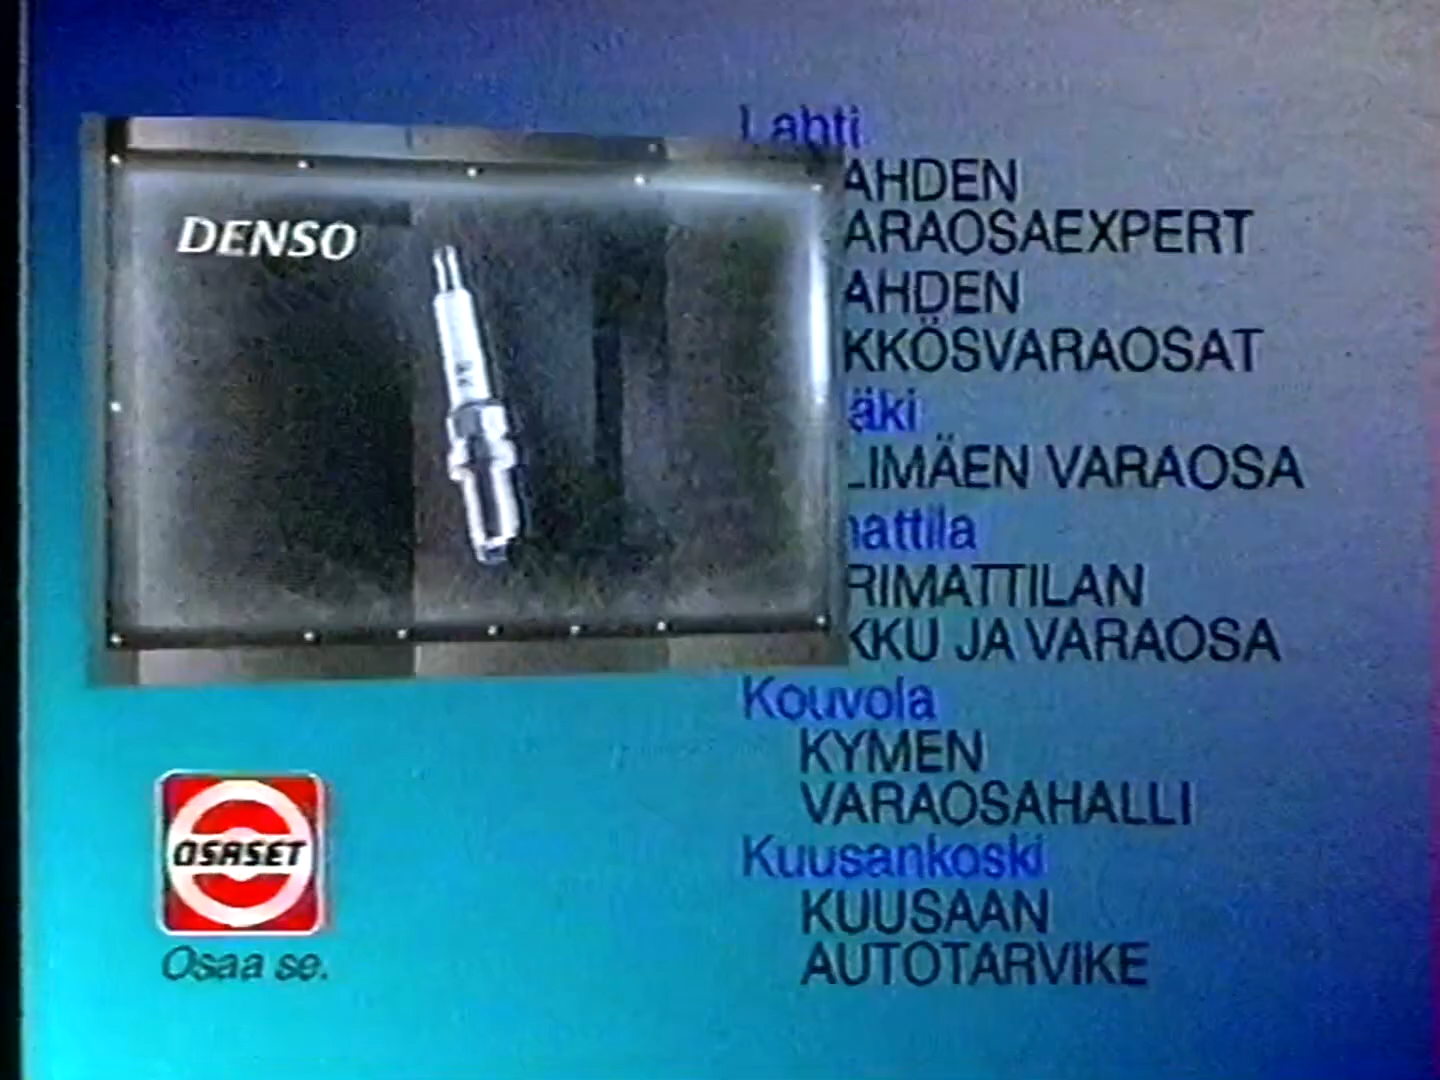 DENSO
Lahti
AHDEN
ARAOSAEXPERT
AHDEN
KKÖSVARAOSAT
äki
LIMÄEN VARAOSA
mattila
RIMATTILAN
KKU JA VARAOSA
Kouvola
KYMEN
VARAOSAHALLI
Kuusankoski
KUUSAAN
AUTOTARVIKE
OSASET
Osaa se.